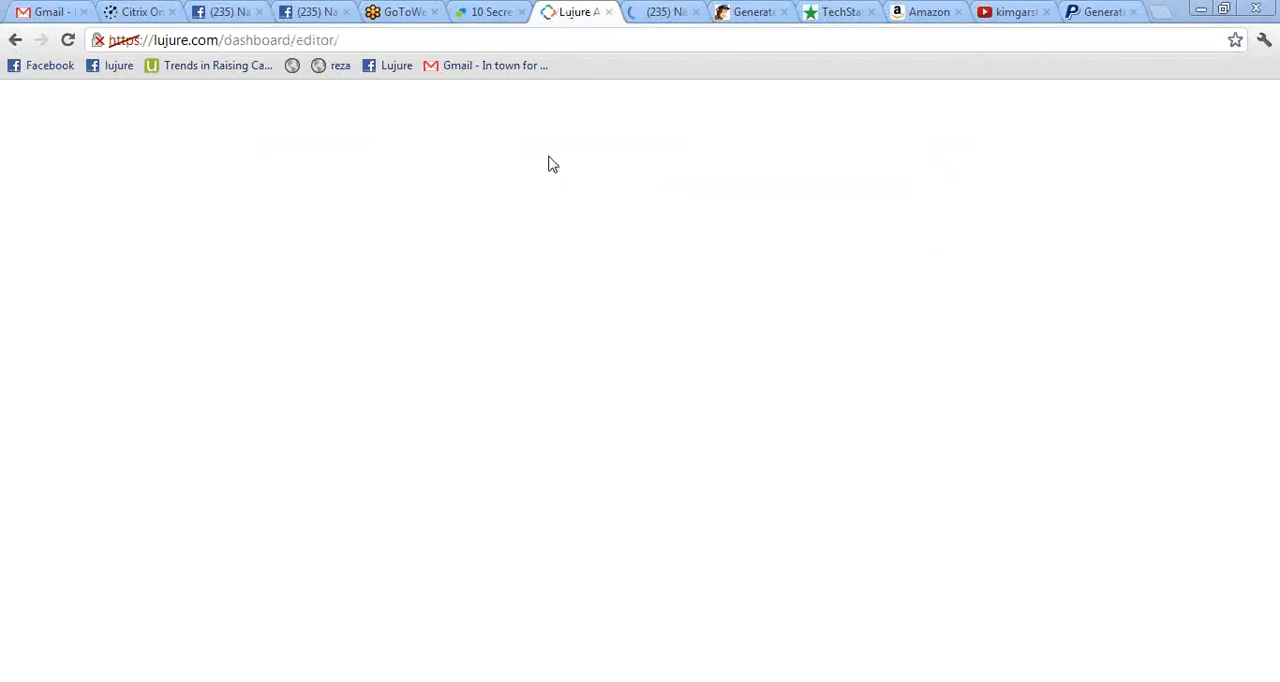 Gmail - Citrix On (235) Na (235) Na GoToWe 10 Secre Lujure A (235) Na Generate TechSta Amazon kimgars Generat
https://lujure.com/dashboard/editor/
Facebook lujure Trends in Raising Ca... reza Lujure Gmail - In town for ...